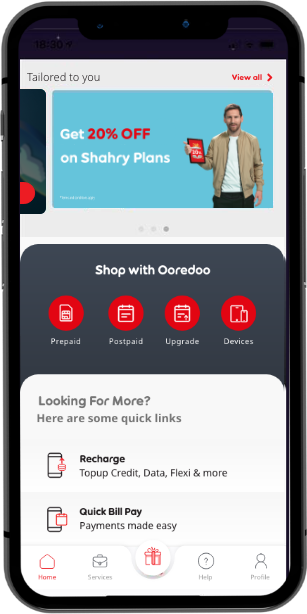 18:30
Tailored to you
View all
Get 20% OFF
on Shahry Plans
Shop with Ooredoo
Prepaid
Postpaid
Upgrade
Devices
Looking For More?
Here are some quick links
Recharge
Topup Credit, Data, Flexi & more
Quick Bill Pay
Payments made easy
Home
Services
Help
Profile